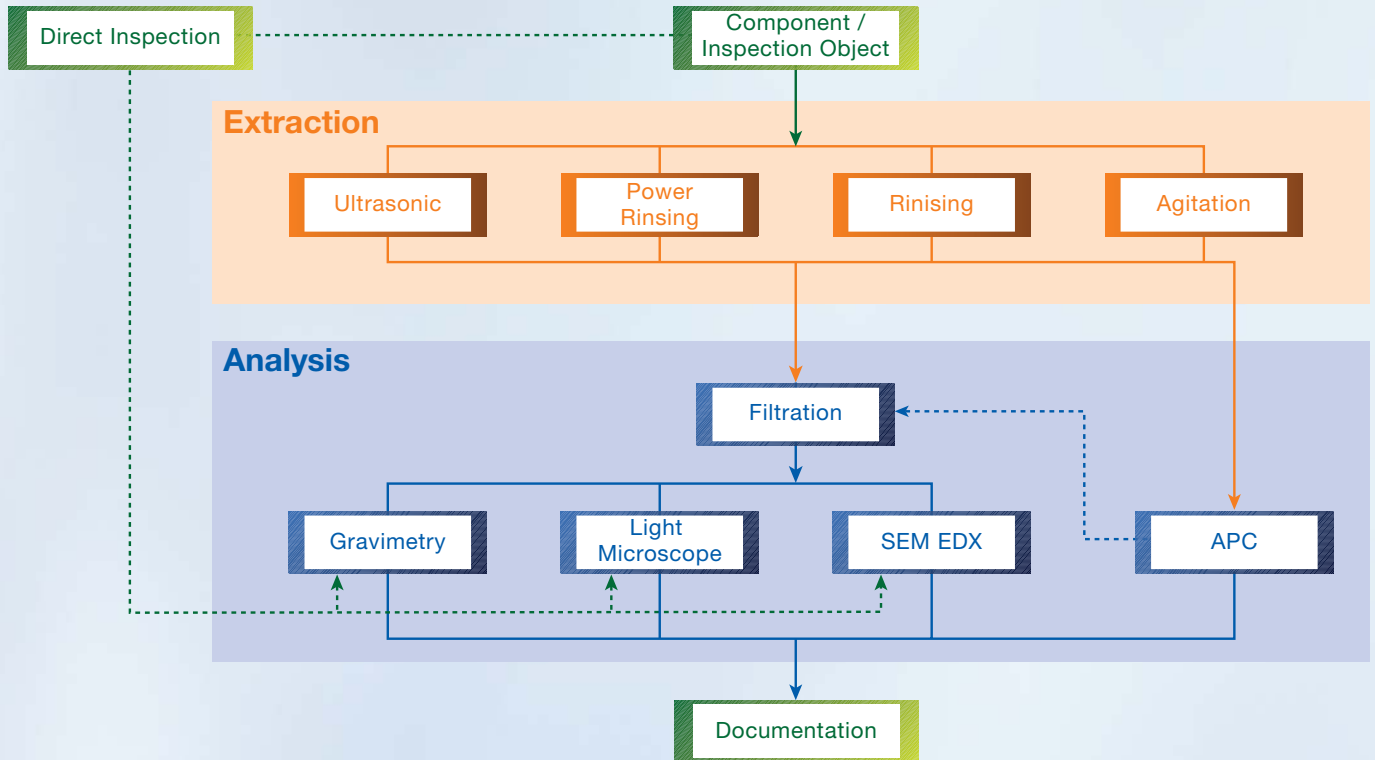 Direct Inspection
Component /
Inspection Object
Extraction
Ultrasonic
Power
Rinsing
Rinising
Agitation
Analysis
Filtration
Gravimetry
Light
Microscope
SEM EDX
APC
Documentation